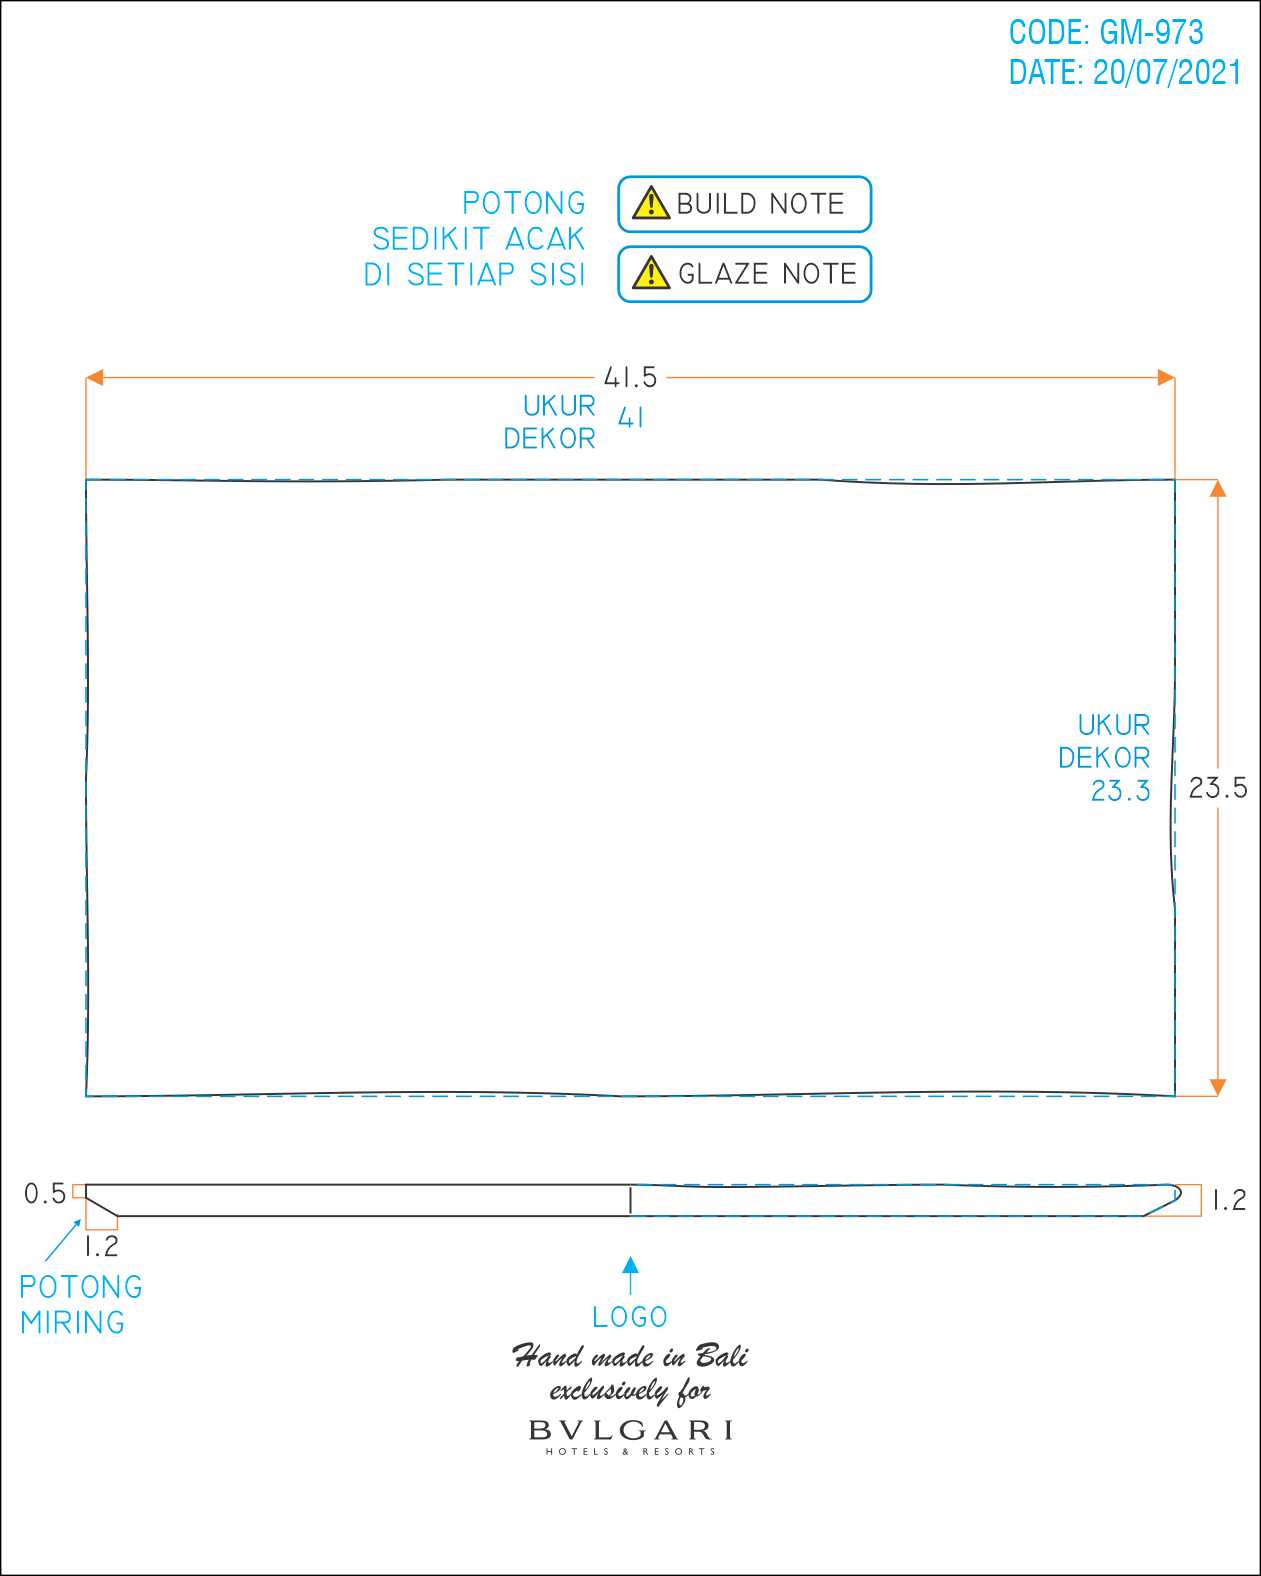 CODE: GM-973
DATE: 20/07/2021
POTONG
SEDIKIT ACAK
DI SETIAP SISI
BUILD NOTE
GLAZE NOTE
41.5
UKUR
DEKOR
41
UKUR
DEKOR
23.3
23.5
0.5
1.2
1.2
POTONG
MIRING
LOGO
Hand made in Bali
exclusively for
BVLGARI
HOTELS & RESORTS